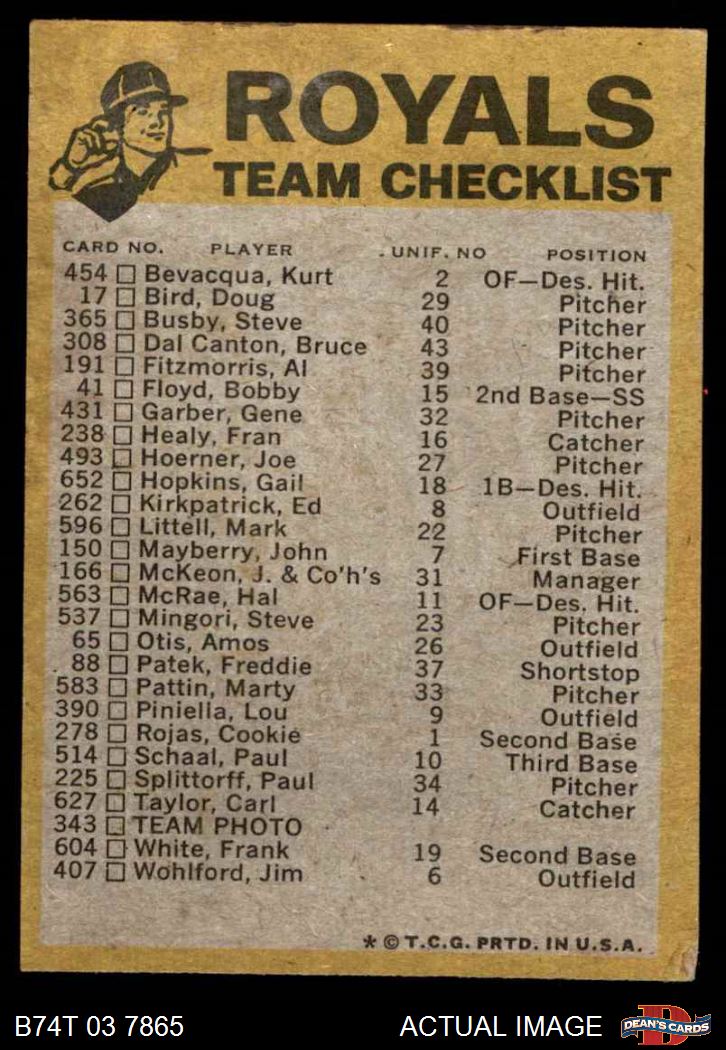 ROYALS
TEAM CHECKLIST
CARD NO. PLAYER UNIF. NO POSITION
454 Bevacqua, Kurt 2 OF—Des. Hit.
17 Bird, Doug 29 Pitcher
365 Busby, Steve 40 Pitcher
308 Dal Canton, Bruce 43 Pitcher
191 Fitzmorris, Al 39 Pitcher
41 Floyd, Bobby 15 2nd Base—SS
431 Garber, Gene 32 Pitcher
238 Healy, Fran 16 Catcher
493 Hoerner, Joe 27 Pitcher
652 Hopkins, Gail 18 1B—Des. Hit.
262 Kirkpatrick, Ed 8 Outfield
596 Littell, Mark 22 Pitcher
150 Mayberry, John 7 First Base
166 McKeon, J. & Co'h's 31 Manager
563 McRae, Hal 11 OF—Des. Hit.
537 Mingori, Steve 23 Pitcher
65 Otis, Amos 26 Outfield
88 Patek, Freddie 37 Shortstop
583 Pattin, Marty 33 Pitcher
390 Piniella, Lou 9 Outfield
278 Rojas, Cookie 1 Second Base
514 Schaal, Paul 10 Third Base
225 Splittorff, Paul 34 Pitcher
627 Taylor, Carl 14 Catcher
343 TEAM PHOTO
604 White, Frank 19 Second Base
407 Wohlford, Jim 6 Outfield
* © T.C.G. PRTD. IN U.S.A.
B74T 03 7865 ACTUAL IMAGE DEAN'S CARDS